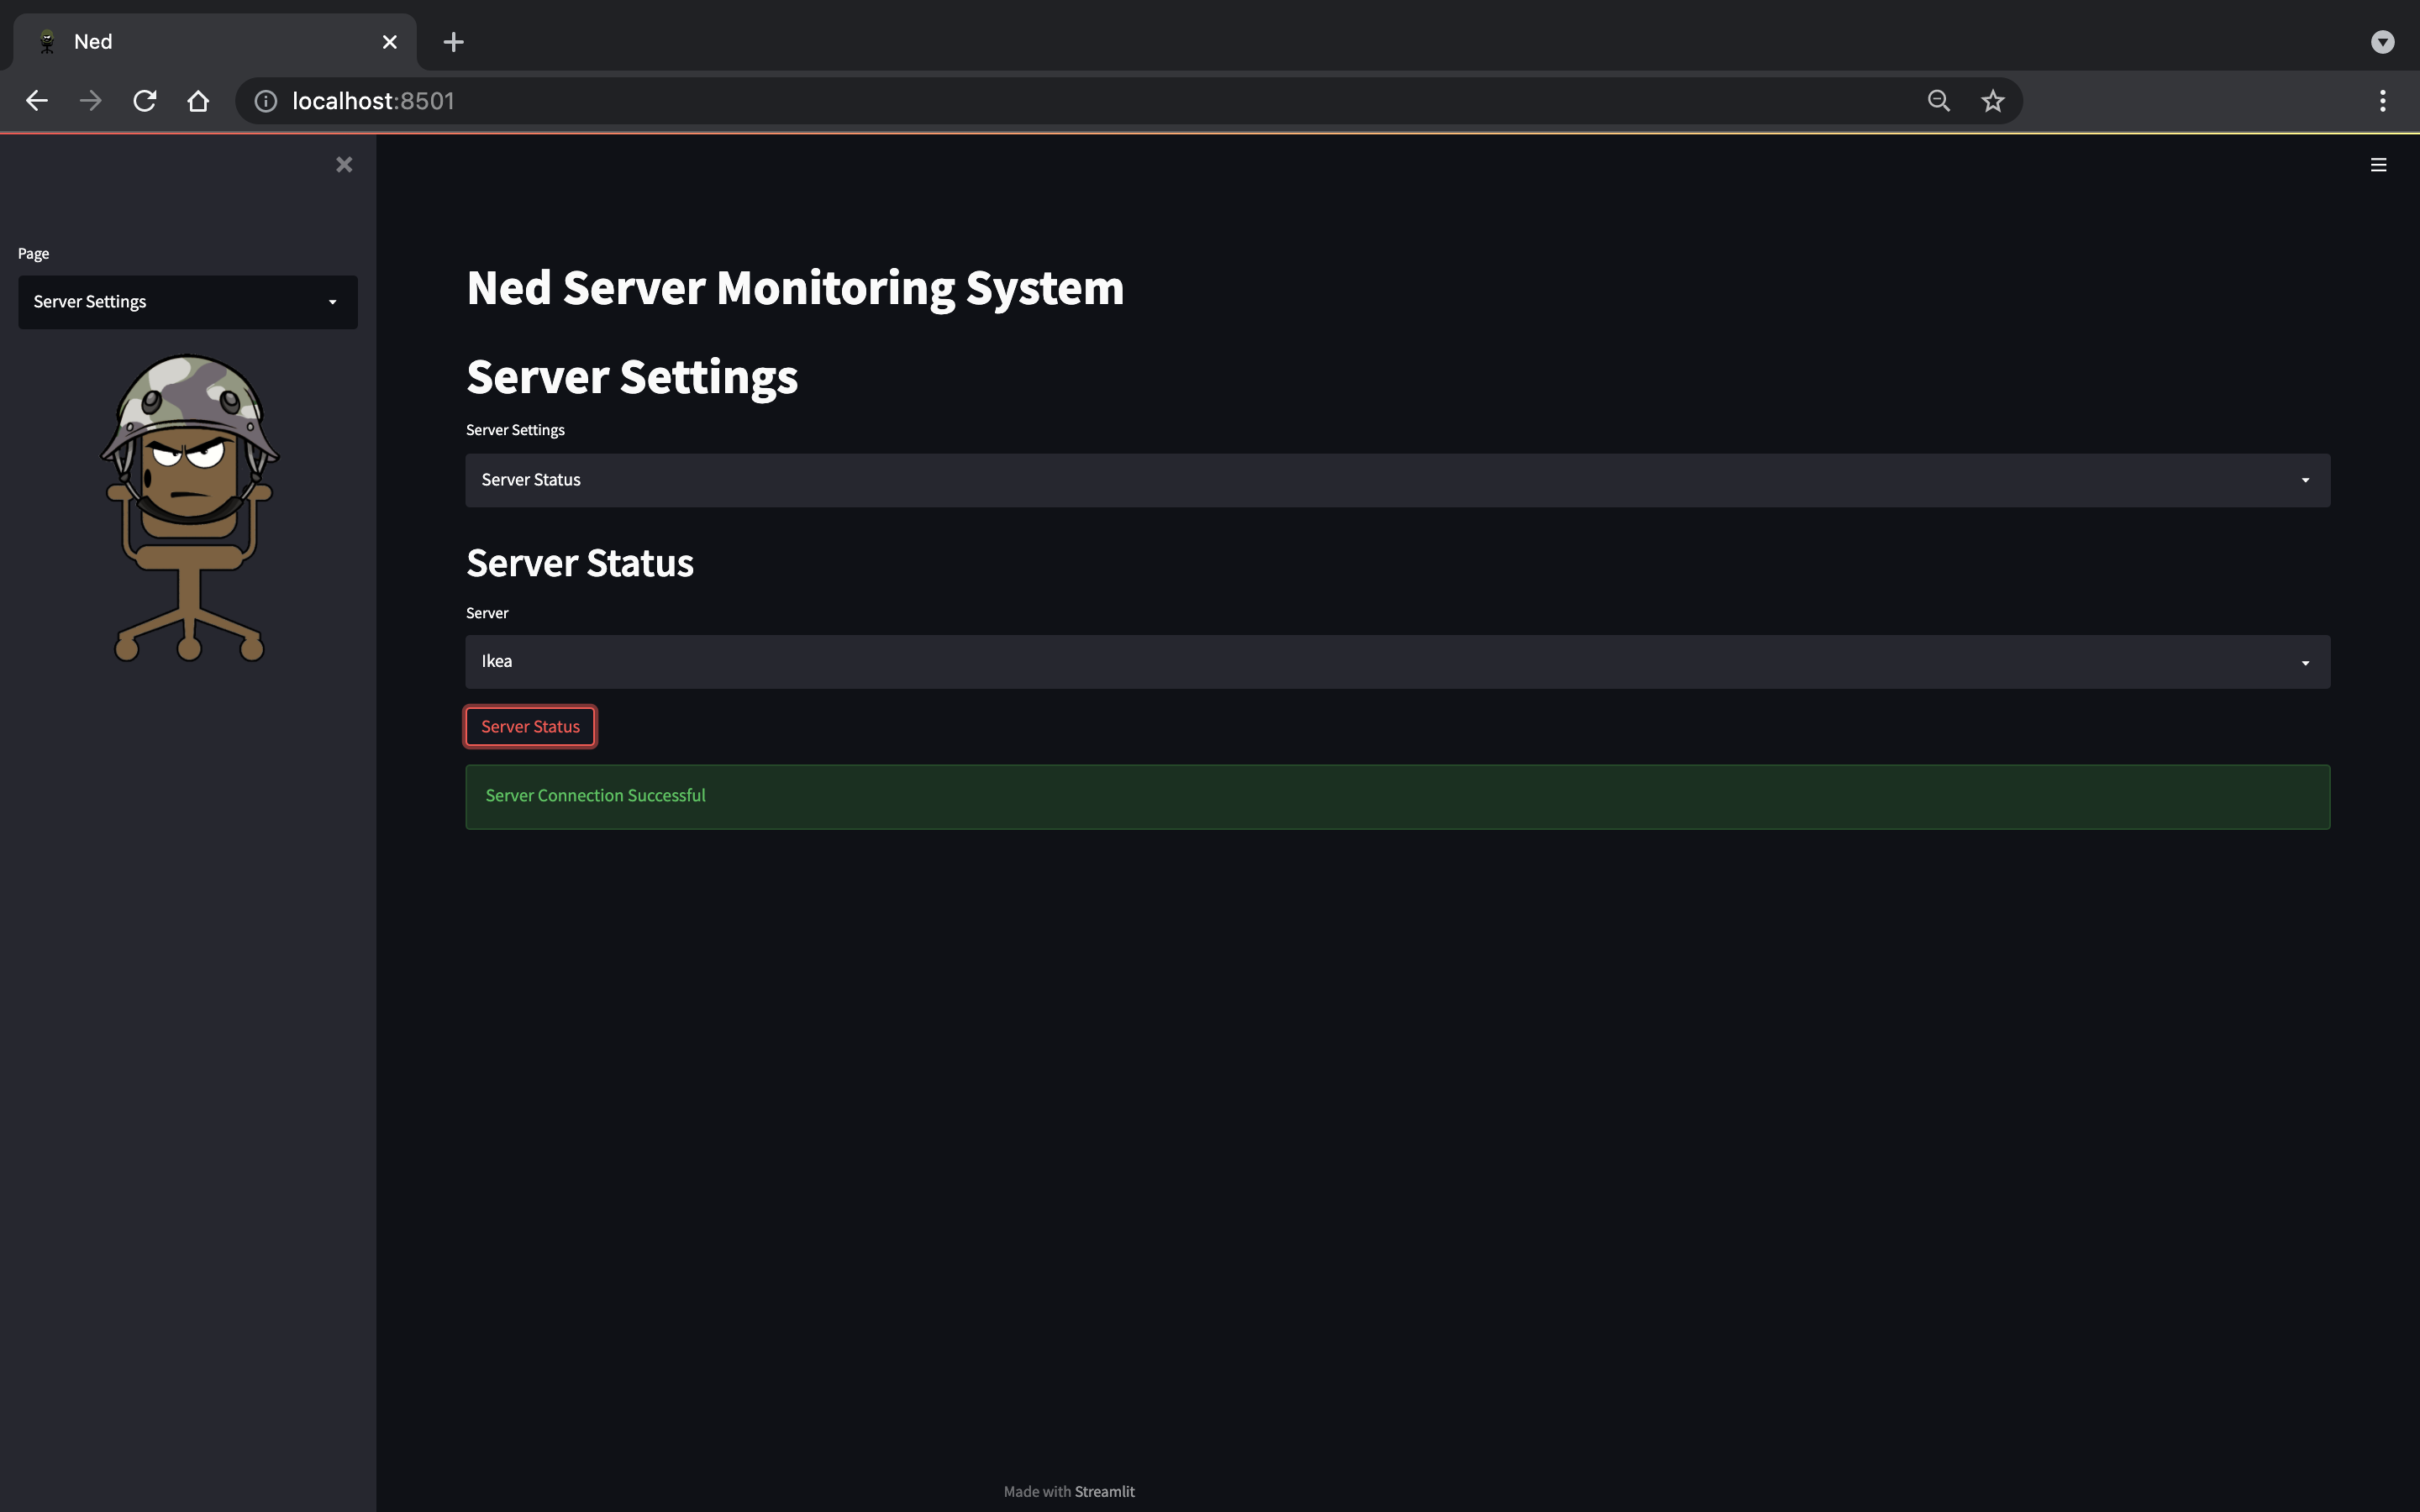 Ned
localhost:8501
Page
Server Settings
Ned Server Monitoring System
Server Settings
Server Settings
Server Status
Server Status
Server
Ikea
Server Status
Server Connection Successful
Made with Streamlit